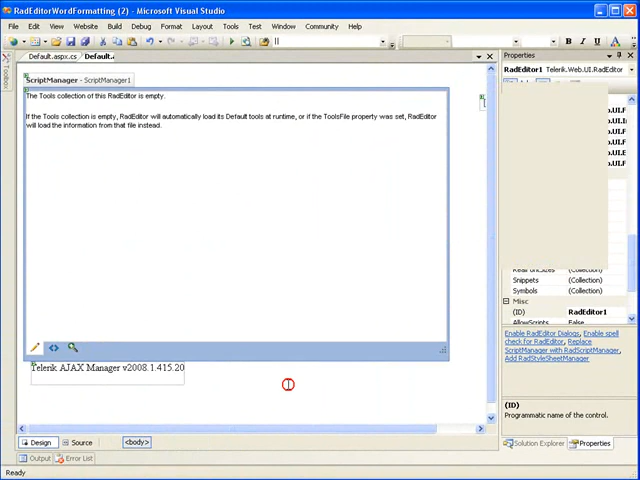 RadEditorWordFormatting (2) - Microsoft Visual Studio
File Edit View Website Build Debug Format Layout Tools Test Window Community Help
Default.aspx.cs Default.
Toolbox
ScriptManager - ScriptManager1
The Tools collection of this RadEditor is empty.
If the Tools collection is empty, RadEditor will automatically load its Default tools at runtime, or if the ToolsFile property was set, RadEditor
will load the information from that file instead.
Telerik AJAX Manager v2008.1.415.20
Design Source <body>
Output Error List
Ready
Properties
RadEditor1 Telerik.Web.UI.RadEditor
Snippets (Collection)
Symbols (Collection)
Misc
(ID) RadEditor1
AllowScripts False
Enable RadEditor Dialogs, Enable spell
check for RadEditor, Replace
ScriptManager with RadScriptManager,
Add RadStyleSheetManager
(ID)
Programmatic name of the control.
Solution Explorer Properties